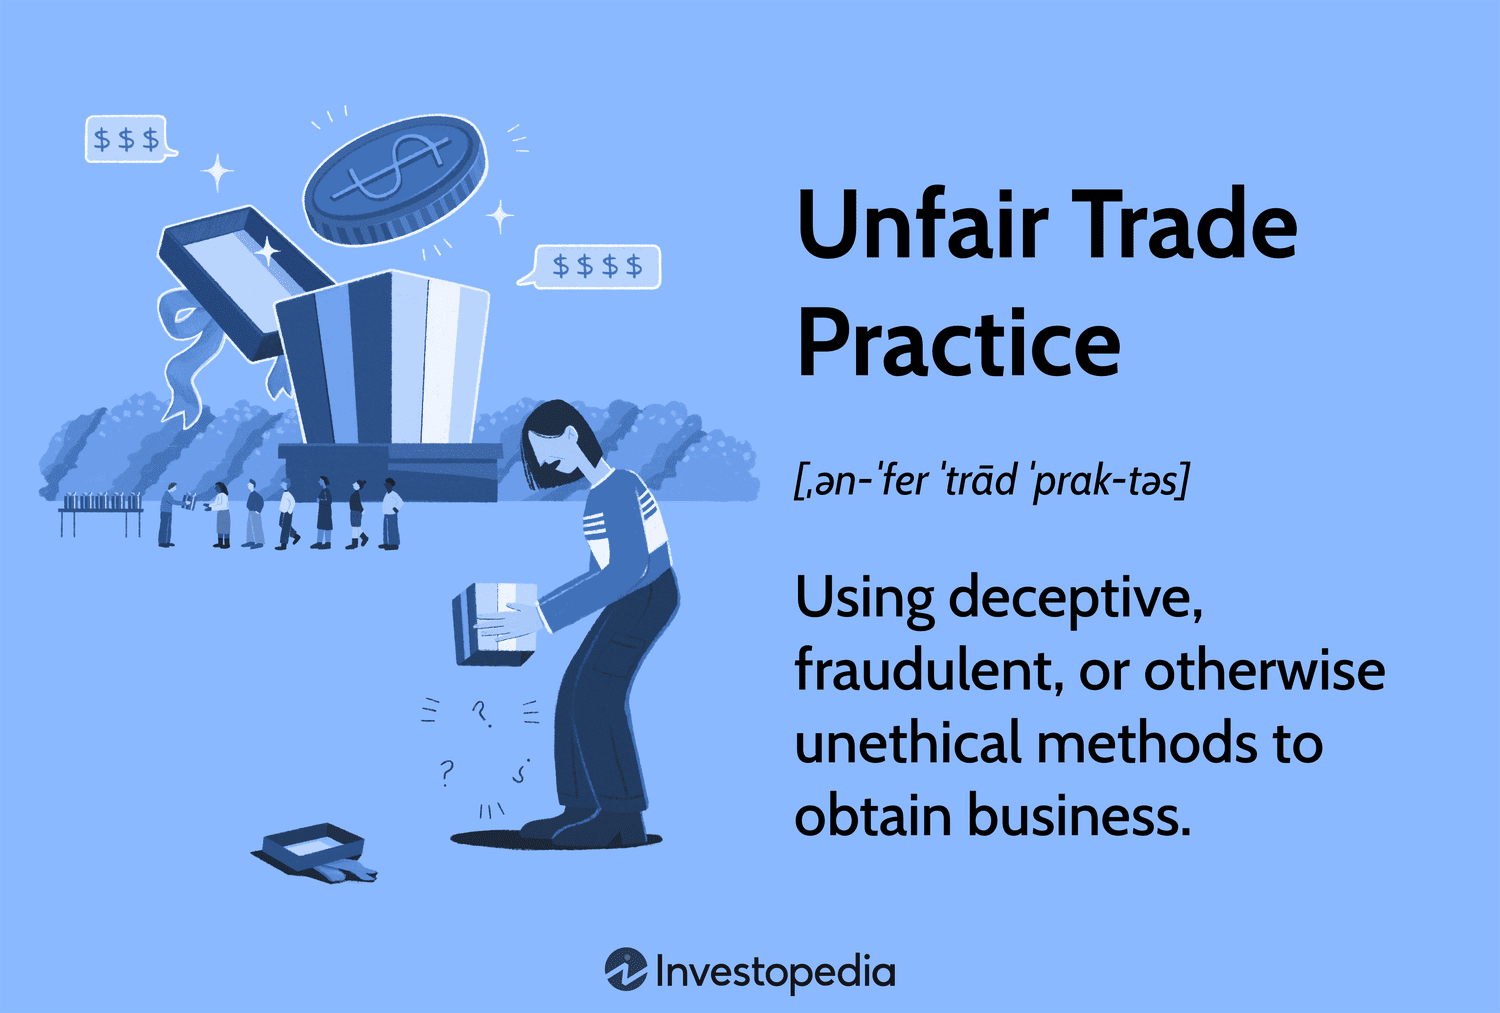 $ $ $
$ $ $ $
Unfair Trade
Practice
[ˌən-ˈfer ˈtrād ˈprak-təs]
Using deceptive,
fraudulent, or otherwise
unethical methods to
obtain business.
?
?
?
Investopedia